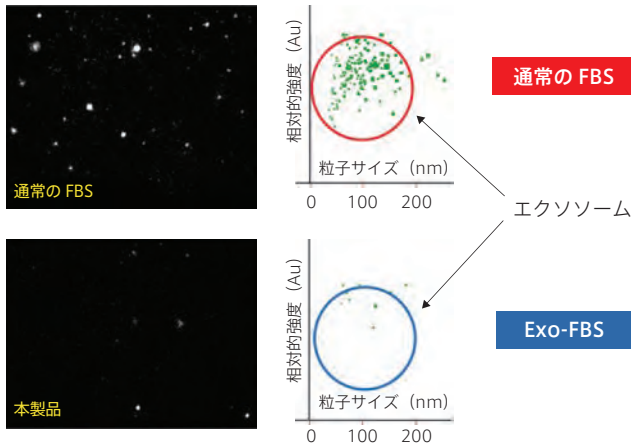 通常の FBS
相対的強度（Au）
粒子サイズ（nm）
0 100 200
通常の FBS
エクソソーム
本製品
相対的強度（Au）
粒子サイズ（nm）
0 100 200
Exo-FBS